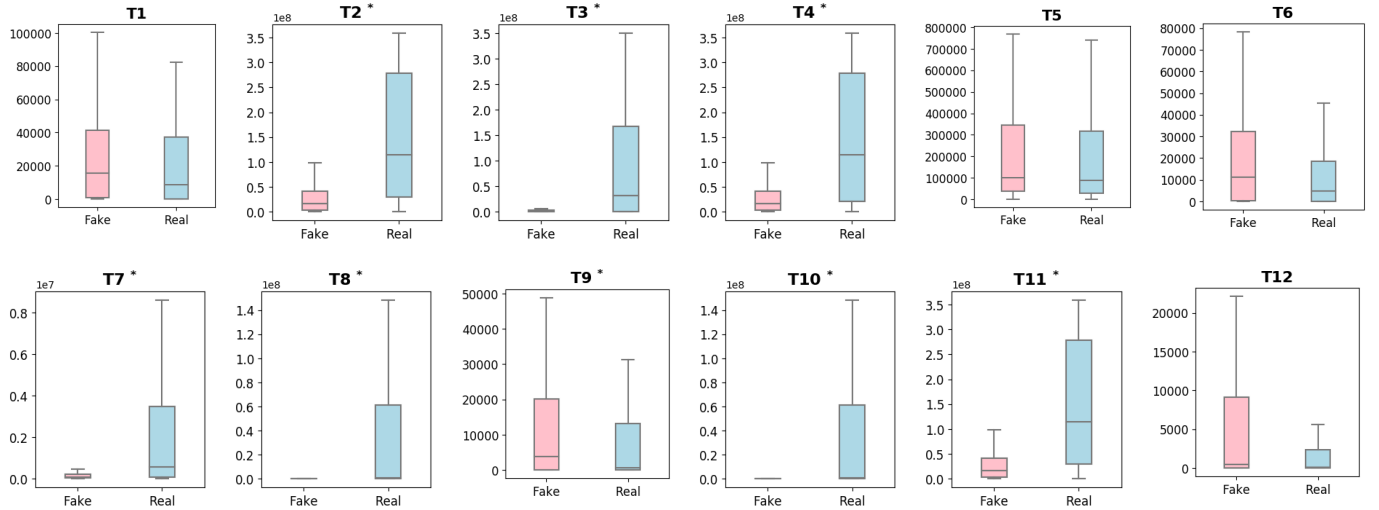 T1
100000
80000
60000
40000
20000
0
Fake Real
T2 *
1e8
3.5
3.0
2.5
2.0
1.5
1.0
0.5
0.0
Fake Real
T3 *
1e8
3.5
3.0
2.5
2.0
1.5
1.0
0.5
0.0
Fake Real
T4 *
1e8
3.5
3.0
2.5
2.0
1.5
1.0
0.5
0.0
Fake Real
T5
800000
700000
600000
500000
400000
300000
200000
100000
0
Fake Real
T6
80000
70000
60000
50000
40000
30000
20000
10000
0
Fake Real
T7 *
1e7
0.8
0.6
0.4
0.2
0.0
Fake Real
T8 *
1e8
1.4
1.2
1.0
0.8
0.6
0.4
0.2
0.0
Fake Real
T9 *
50000
40000
30000
20000
10000
0
Fake Real
T10 *
1e8
1.4
1.2
1.0
0.8
0.6
0.4
0.2
0.0
Fake Real
T11 *
1e8
3.5
3.0
2.5
2.0
1.5
1.0
0.5
0.0
Fake Real
T12
20000
15000
10000
5000
0
Fake Real